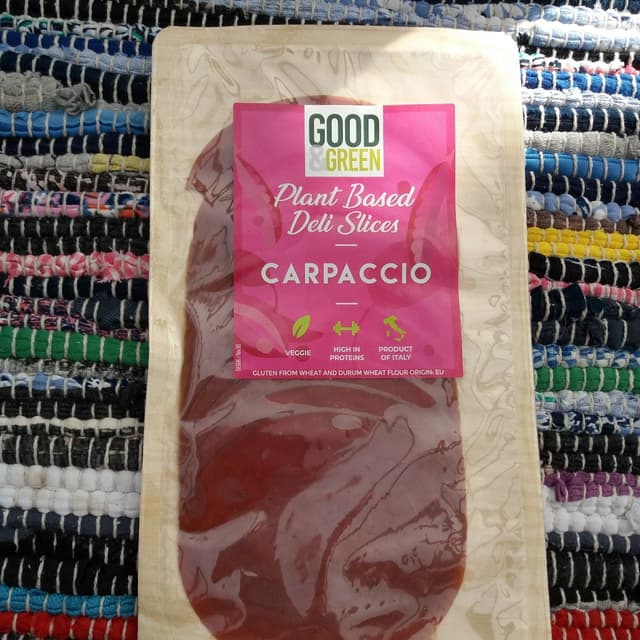 GOOD
&GREEN
Plant Based
Deli Slices
CARPACCIO
VEGGIE
HIGH IN
PROTEINS
PRODUCT
OF ITALY
GLUTEN FROM WHEAT AND DURUM WHEAT FLOUR ORIGIN: EU